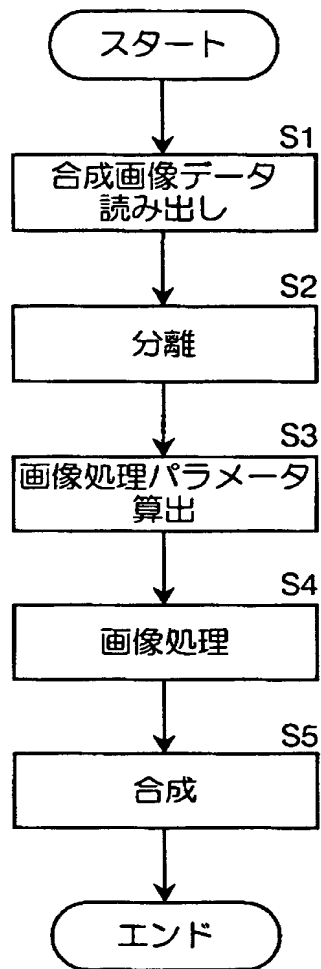 スタート
S1
合成画像データ
読み出し
S2
分離
S3
画像処理パラメータ
算出
S4
画像処理
S5
合成
エンド